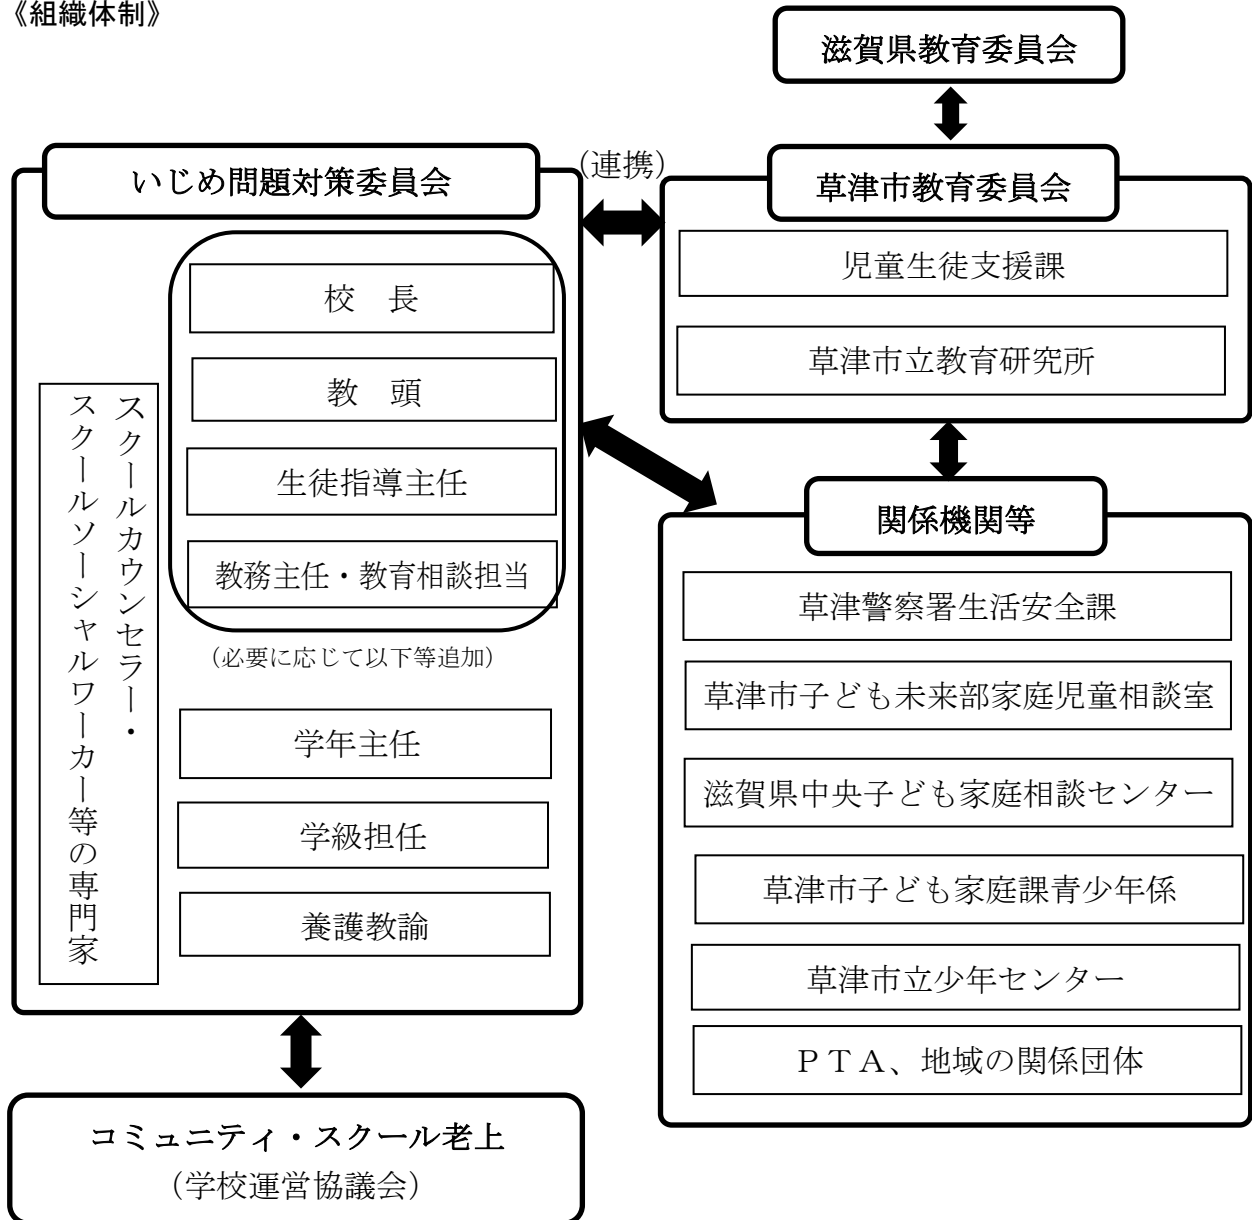 《組織体制》
滋賀県教育委員会
いじめ問題対策委員会
(連携)
草津市教育委員会
児童生徒支援課
草津市立教育研究所
校　長
教　頭
生徒指導主任
教務主任・教育相談担当
(必要に応じて以下等追加)
学年主任
学級担任
養護教諭
スクールカウンセラー・
スクールソーシャルワーカー等の専門家
関係機関等
草津警察署生活安全課
草津市子ども未来部家庭児童相談室
滋賀県中央子ども家庭相談センター
草津市子ども家庭課青少年係
草津市立少年センター
ＰＴＡ、地域の関係団体
コミュニティ・スクール老上
(学校運営協議会)